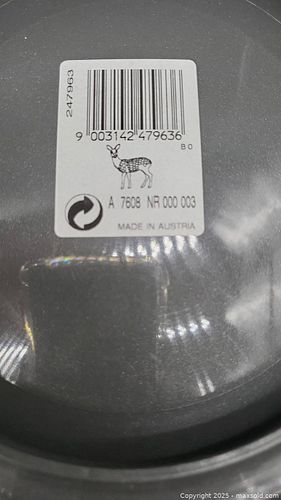 247963
9 003142 479636
B0
A 7608 NR 000 003
MADE IN AUSTRIA
Copyright © 2025 - maxsold.com